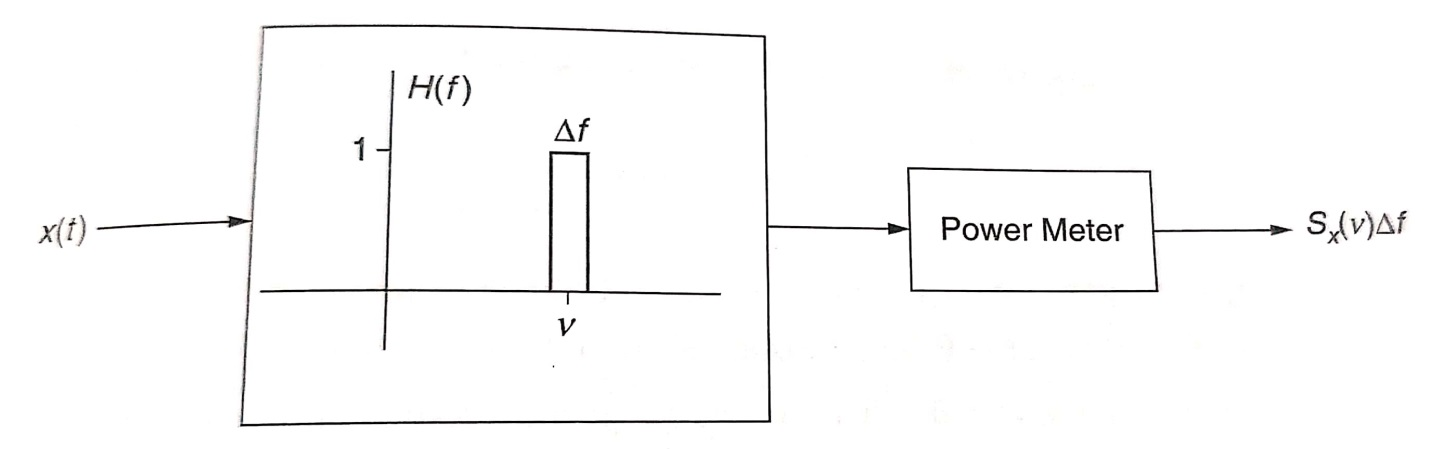 H(f)
Δf
1
x(t)
Power Meter
Sₓ(ν)Δf
ν